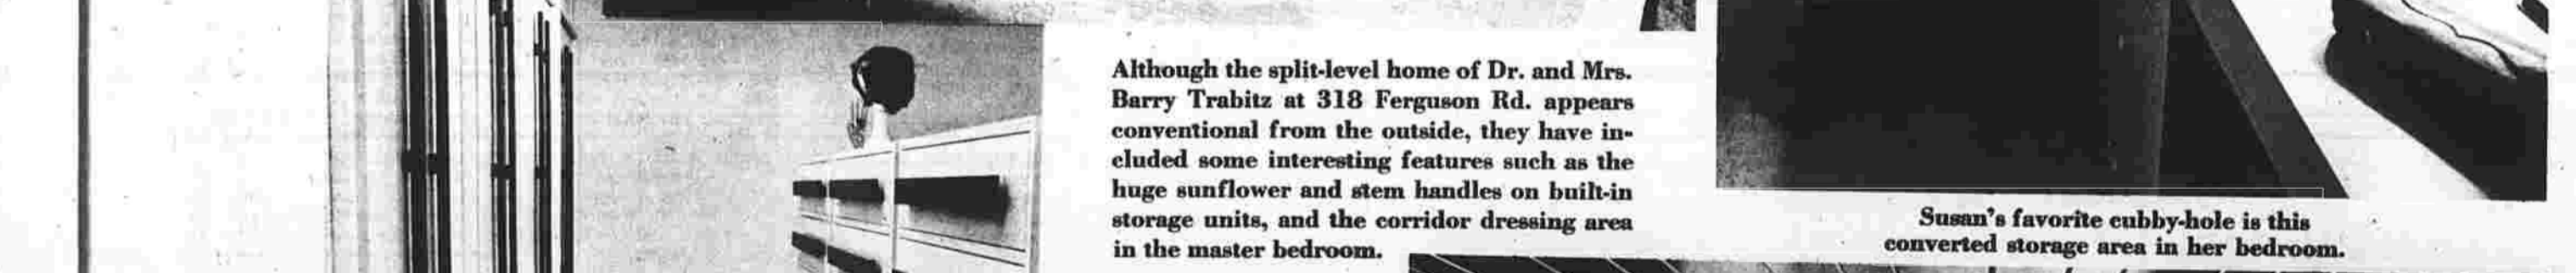 Although the split-level home of Dr. and Mrs.
Barry Trabitz at 318 Ferguson Rd. appears
conventional from the outside, they have in-
cluded some interesting features such as the
huge sunflower and stem handles on built-in
storage units, and the corridor dressing area
in the master bedroom.
Susan's favorite cubby-hole is this
converted storage area in her bedroom.